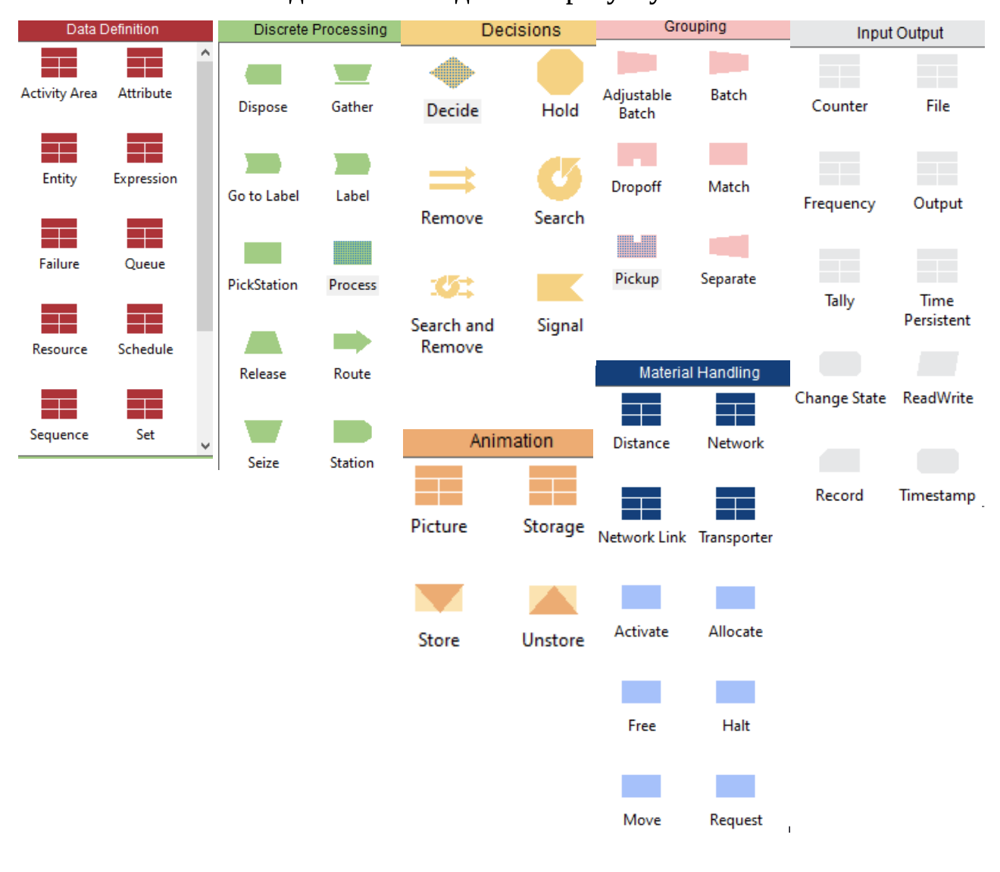 Data Definition
Activity Area
Attribute
Entity
Expression
Failure
Queue
Resource
Schedule
Sequence
Set
Discrete Processing
Dispose
Gather
Go to Label
Label
PickStation
Process
Release
Route
Seize
Station
Decisions
Decide
Hold
Remove
Search
Search and
Remove
Signal
Animation
Picture
Storage
Store
Unstore
Grouping
Adjustable
Batch
Batch
Dropoff
Match
Pickup
Separate
Material Handling
Distance
Network
Network Link
Transporter
Activate
Allocate
Free
Halt
Move
Request
Input Output
Counter
File
Frequency
Output
Tally
Time
Persistent
Change State
ReadWrite
Record
Timestamp